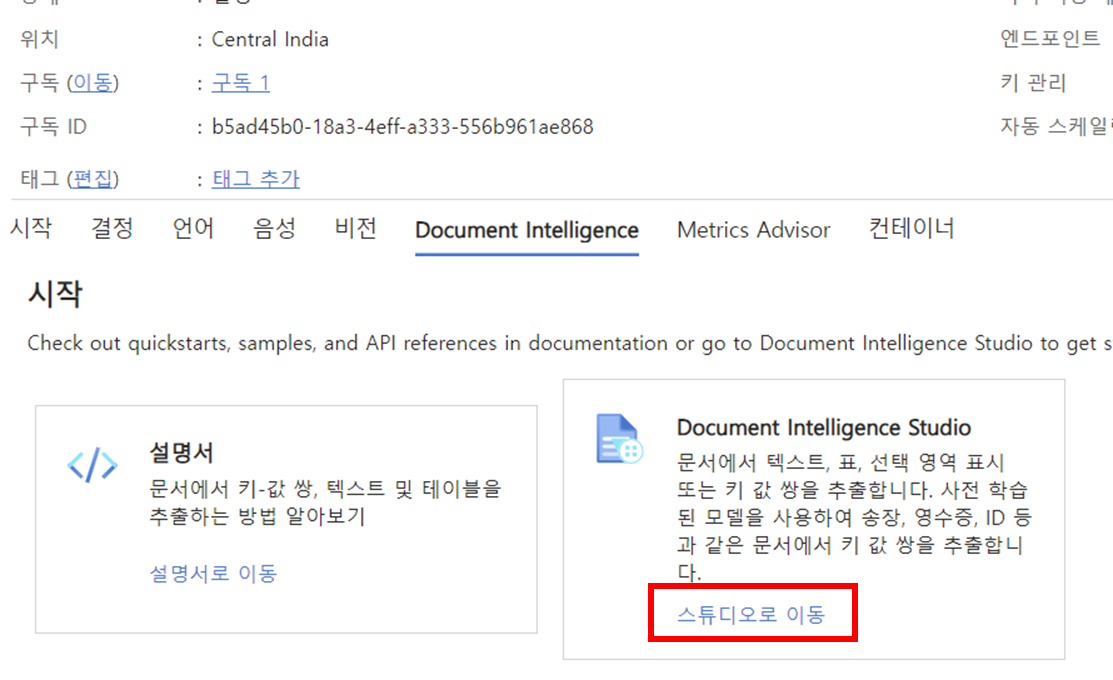 위치 : Central India
엔드포인트
구독 (이동) : 구독 1
키 관리
구독 ID : b5ad45b0-18a3-4eff-a333-556b961ae868
자동 스케일링
태그 (편집) : 태그 추가
시작 결정 언어 음성 비전 Document Intelligence Metrics Advisor 컨테이너
시작
Check out quickstarts, samples, and API references in documentation or go to Document Intelligence Studio to get
설명서
문서에서 키-값 쌍, 텍스트 및 테이블을
추출하는 방법 알아보기
설명서로 이동
Document Intelligence Studio
문서에서 텍스트, 표, 선택 영역 표시
또는 키 값 쌍을 추출합니다. 사전 학습
된 모델을 사용하여 송장, 영수증, ID 등
과 같은 문서에서 키 값 쌍을 추출합니
다.
스튜디오로 이동